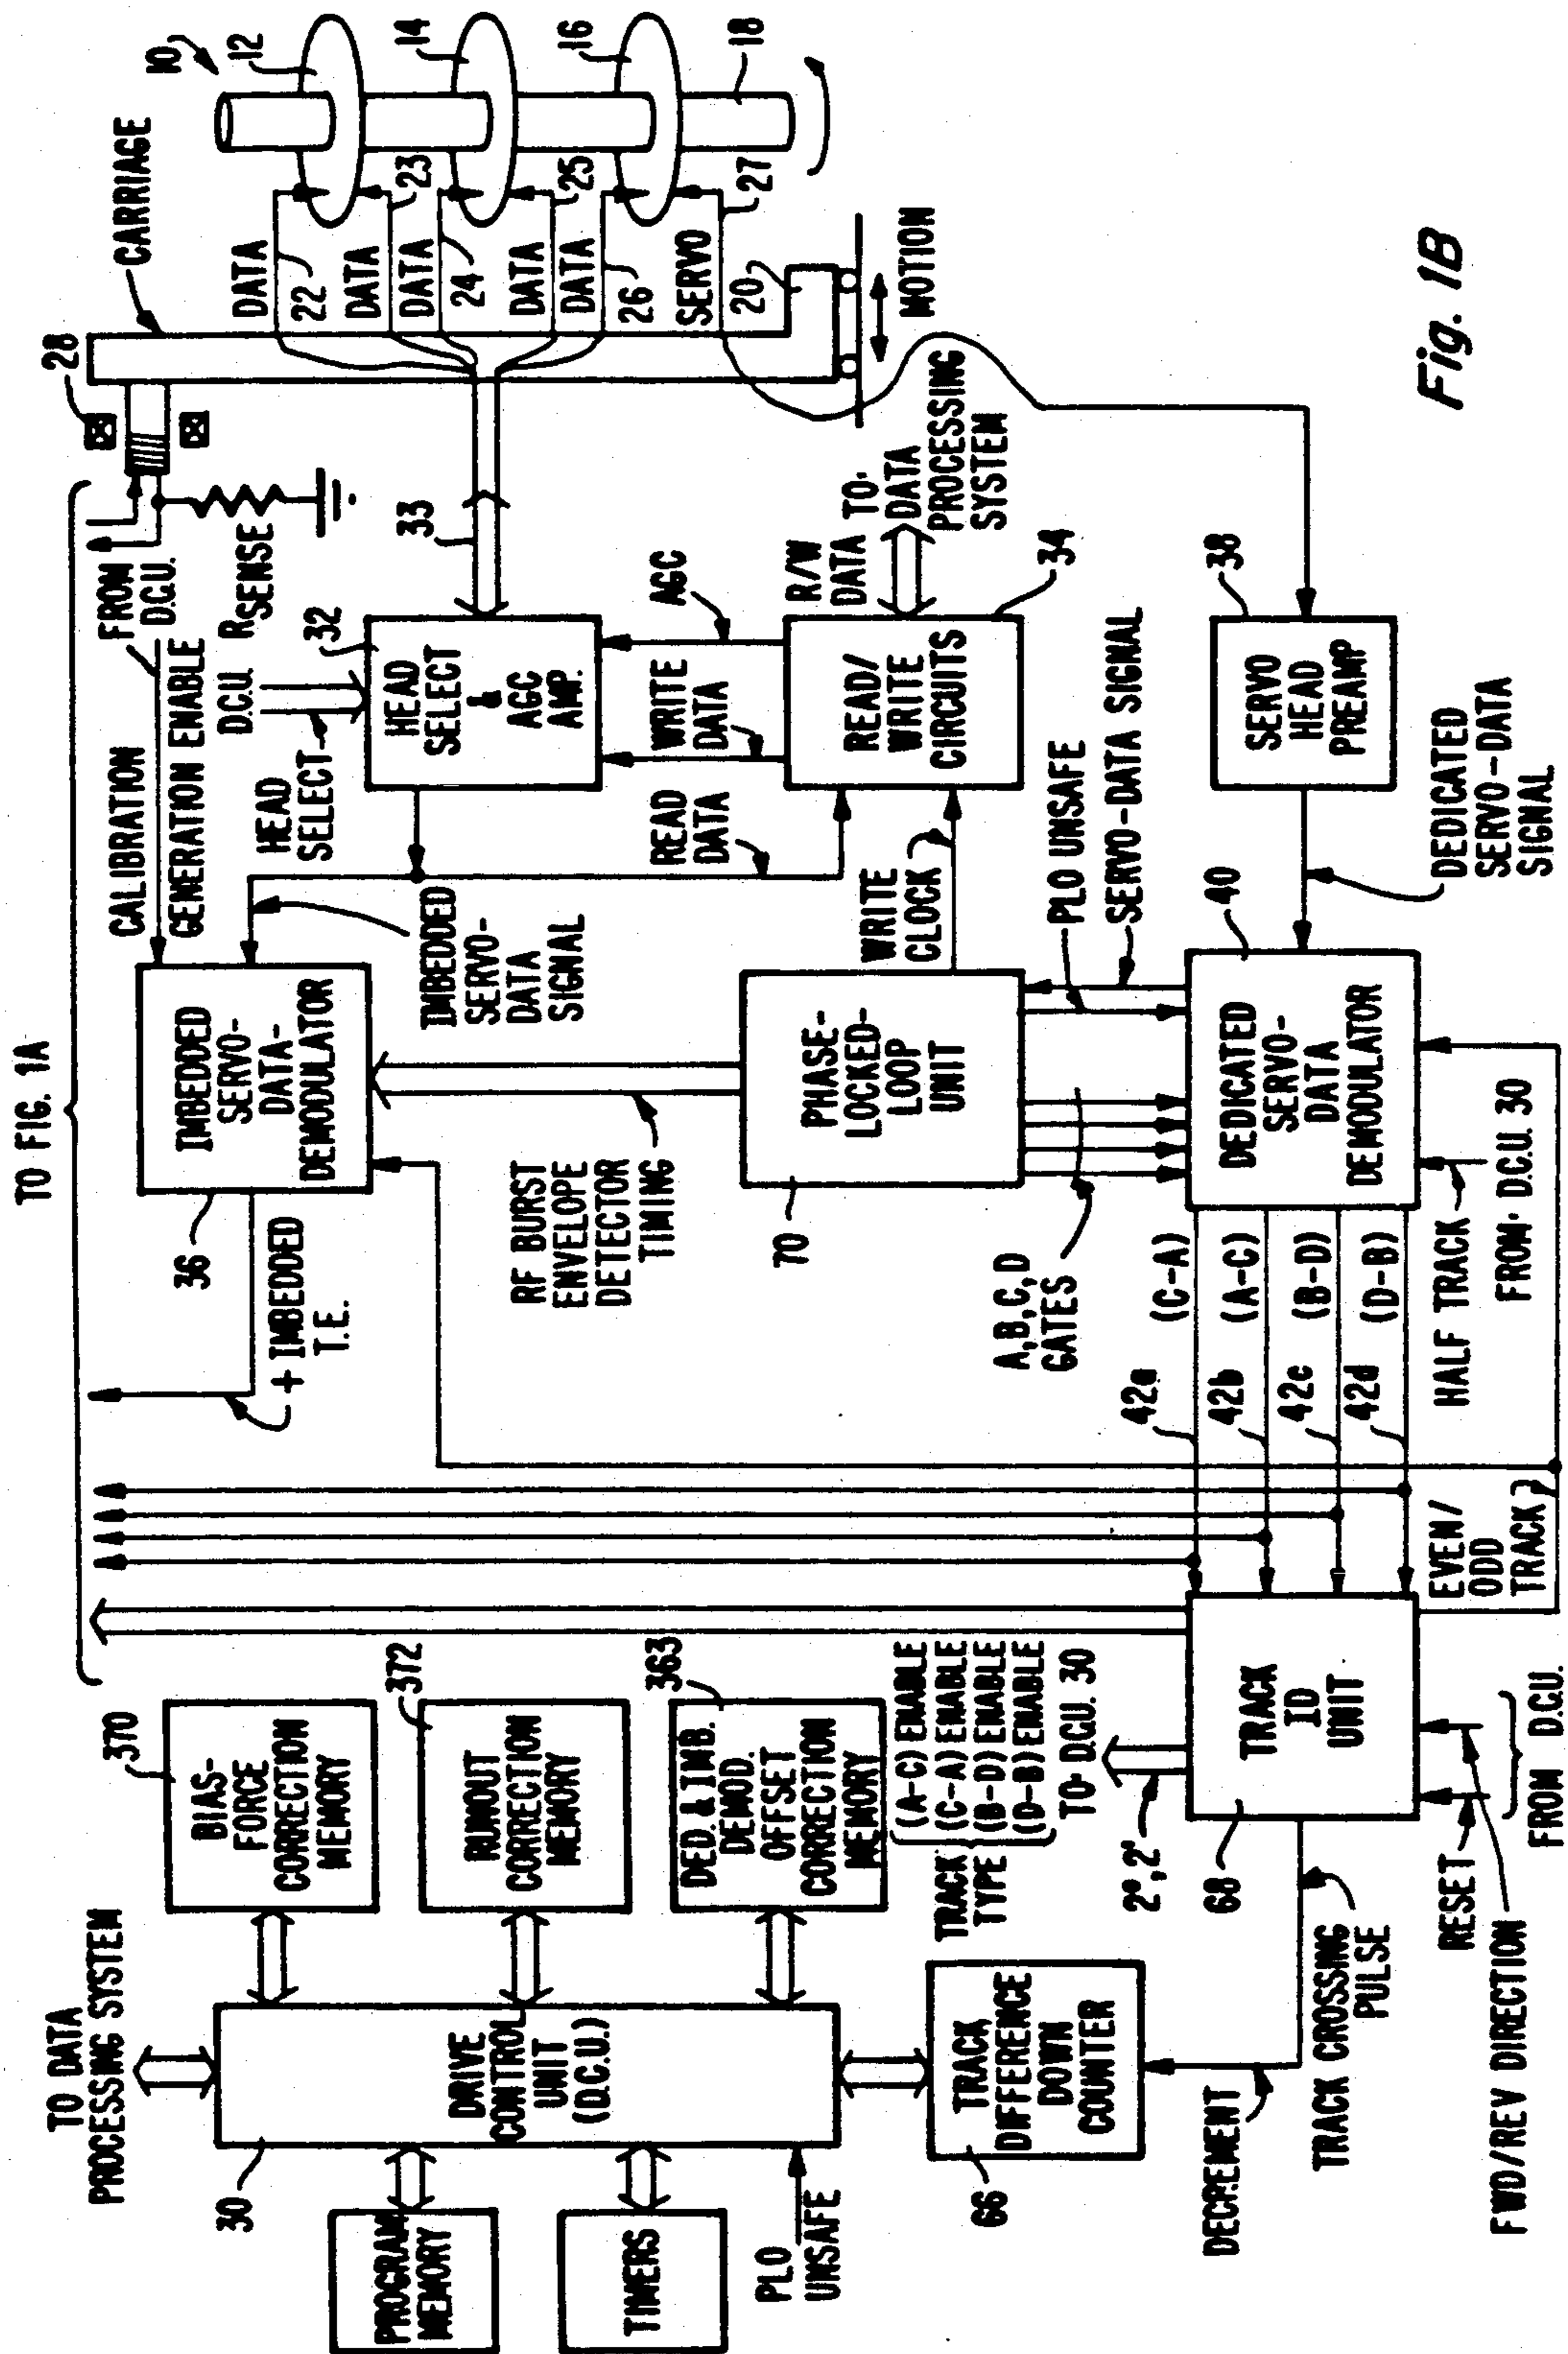 TO FIG. 1A
TO DATA
PROCESSING SYSTEM
30
PROGRAM
MEMORY
TIMERS
PLO
UNSAFE
DRIVE
CONTROL
UNIT
(D.C.U.)
370
BIAS-
FORCE
CORRECTION
MEMORY
372
RUNOUT
CORRECTION
MEMORY
363
DED. & IMB.
DEMOD.
OFFSET
CORRECTION
MEMORY
66
TRACK
DIFFERENCE
DOWN
COUNTER
DECREMENT
TRACK CROSSING
PULSE
TRACK
TYPE
(A-C) ENABLE
(C-A) ENABLE
(B-D) ENABLE
(D-B) ENABLE
2°, 2'
TO D.C.U. 30
68
TRACK
ID
UNIT
RESET
FWD/REV DIRECTION
FROM D.C.U.
EVEN/
ODD
TRACK
42a
42b
42c
42d
(C-A)
(A-C)
(B-D)
(D-B)
HALF TRACK
FROM D.C.U. 30
+ IMBEDDED
T.E.
36
IMBEDDED
SERVO-
DATA-
DEMODULATOR
CALIBRATION
GENERATION ENABLE
FROM
D.C.U.
RF BURST
ENVELOPE
DETECTOR
TIMING
IMBEDDED
SERVO-
DATA
SIGNAL
70
PHASE-
LOCKED-
LOOP
UNIT
A,B,C,D
GATES
WRITE
CLOCK
PLO UNSAFE
SERVO-DATA SIGNAL
40
DEDICATED
SERVO-
DATA
DEMODULATOR
DEDICATED
SERVO-DATA
SIGNAL
HEAD
SELECT
D.C.U.
RSENSE
32
HEAD
SELECT
&
AGC
AMP.
READ
DATA
WRITE
DATA
AGC
READ/
WRITE
CIRCUITS
34
R/W
DATA
TO
DATA
PROCESSING
SYSTEM
38
SERVO
HEAD
PREAMP
33
28
CARRIAGE
DATA
22
DATA
DATA
24
DATA
DATA
26
SERVO
20
MOTION
23
25
27
10
12
14
16
18
Fig. 1B